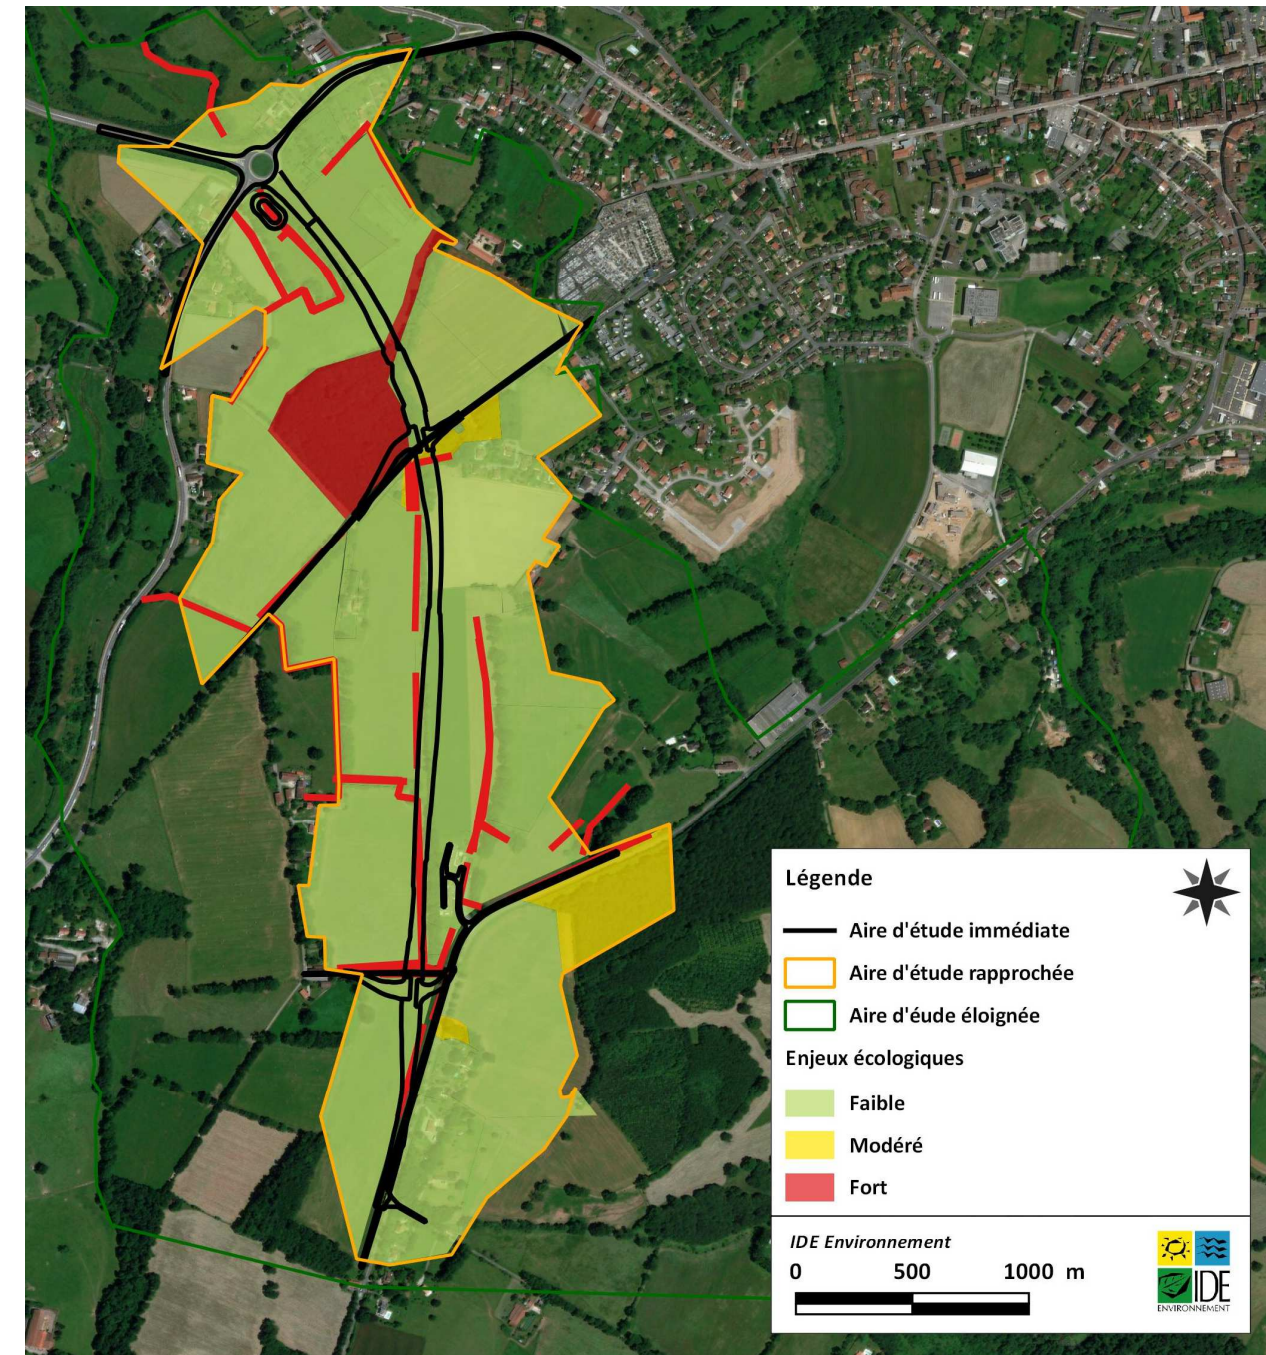 Légende
Aire d'étude immédiate
Aire d'étude rapprochée
Aire d'éude éloignée
Enjeux écologiques
Faible
Modéré
Fort
IDE Environnement
0 500 1000 m
IDE
ENVIRONNEMENT